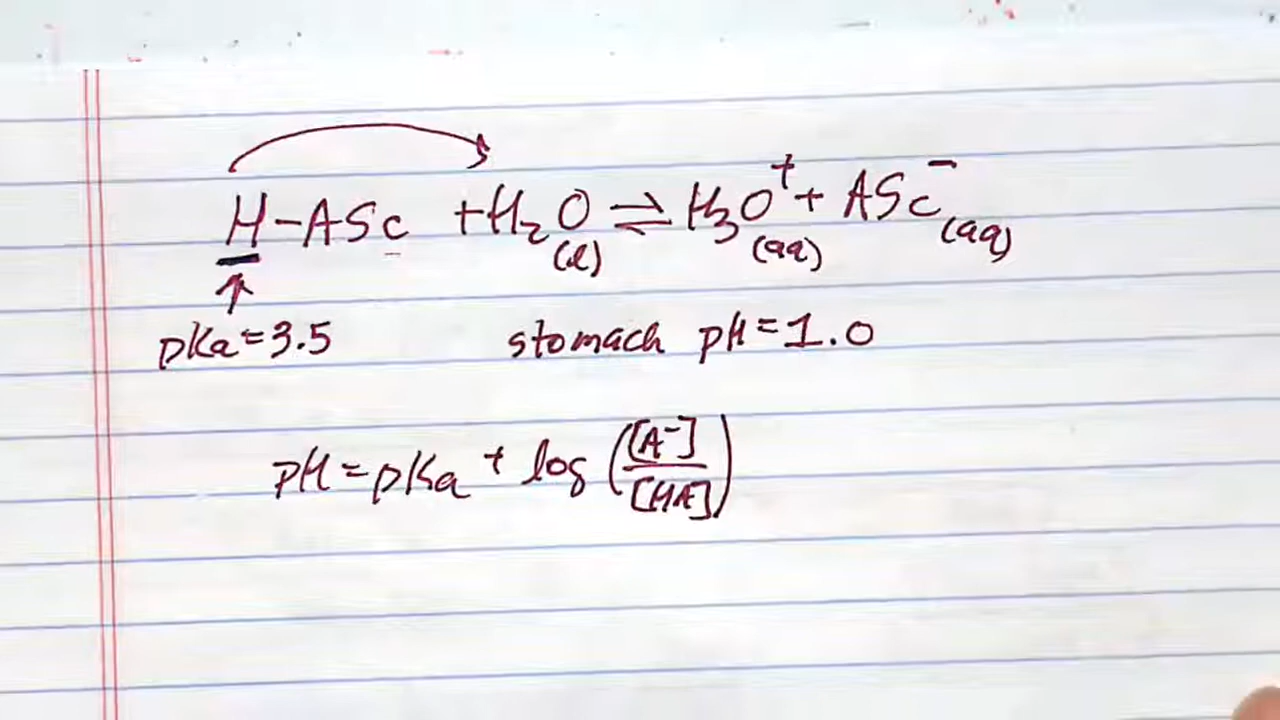 H-ASc + H₂O (l) ⇌ H₃O⁺ (aq) + ASc⁻ (aq)
pKa = 3.5 stomach pH = 1.0
pH = pKa + log ([A⁻]/[HA])